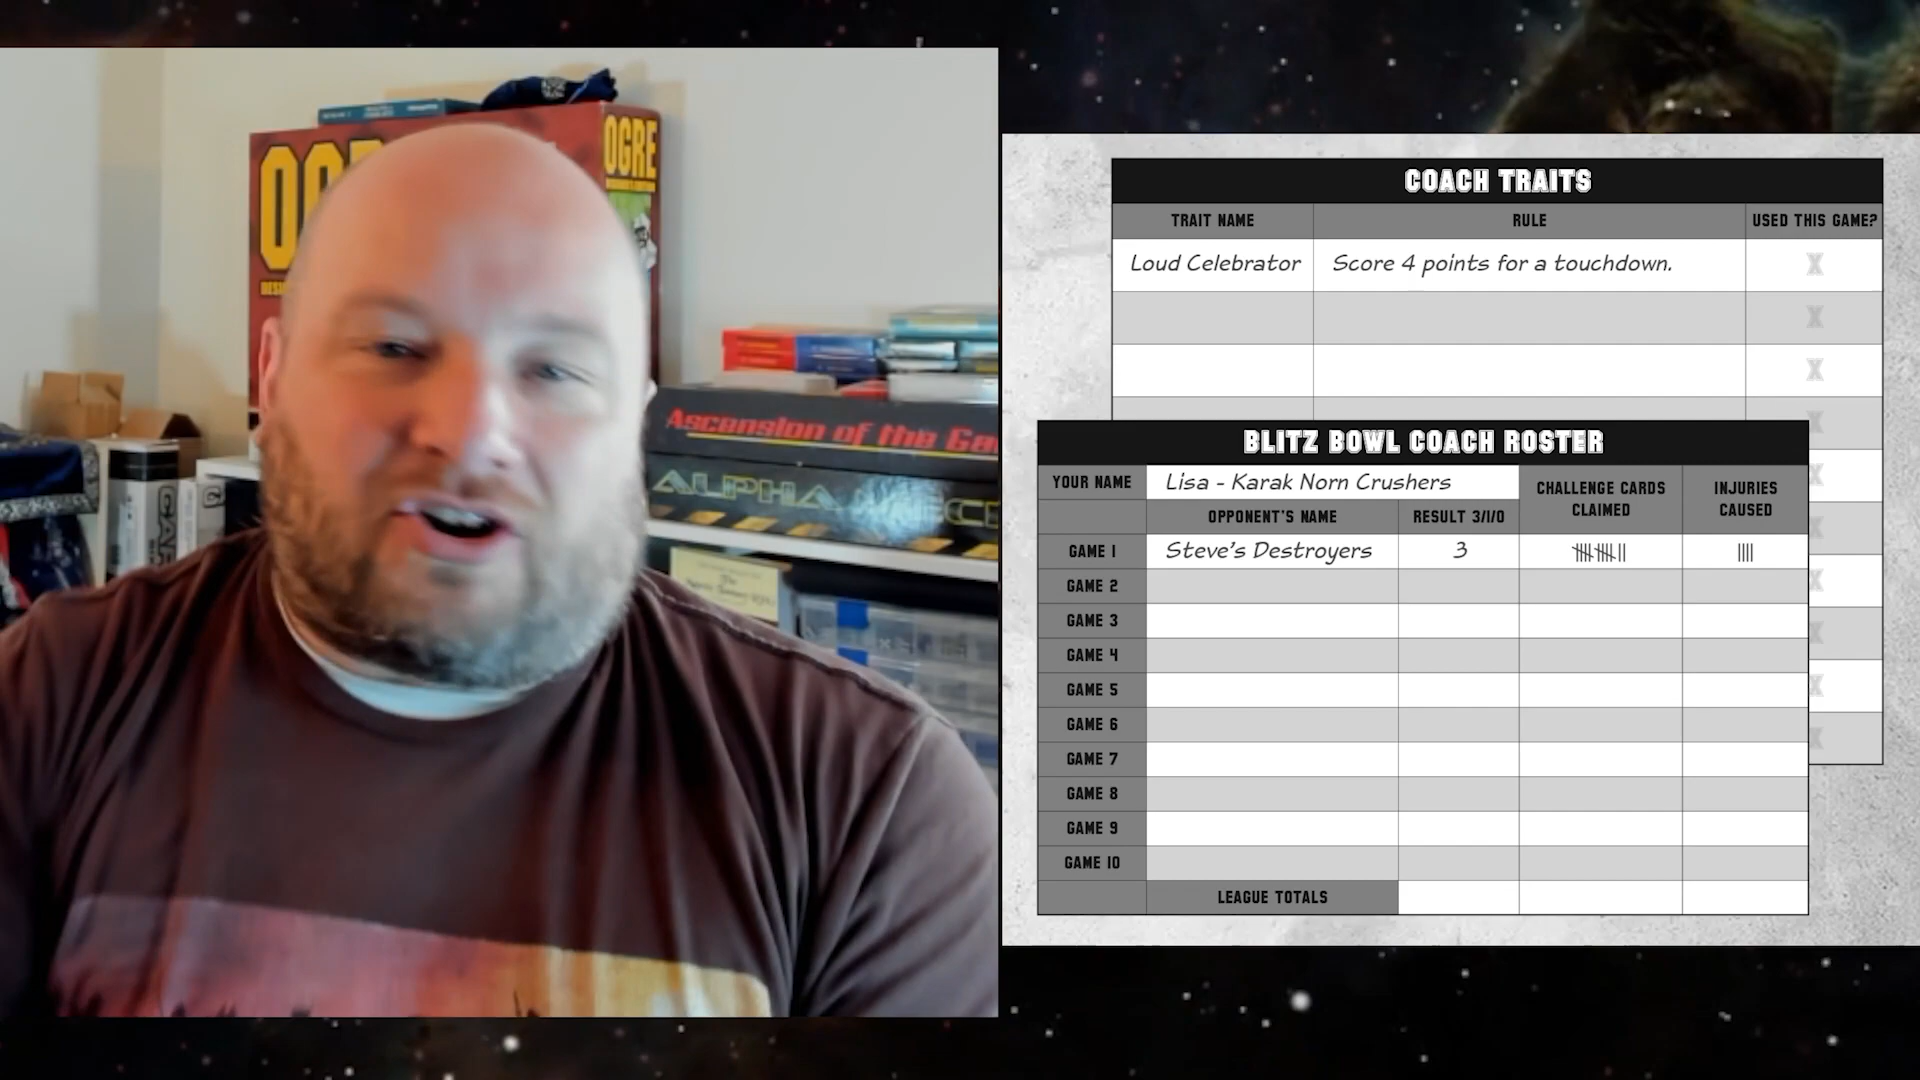 OGRE
Ascension of the
ALPHA
COACH TRAITS
TRAIT NAME RULE USED THIS GAME?
Loud Celebrator Score 4 points for a touchdown. X
X
X
X
X
X
X
X
X
X
BLITZ BOWL COACH ROSTER
YOUR NAME Lisa - Karak Norn Crushers CHALLENGE CARDS CLAIMED INJURIES CAUSED
OPPONENT'S NAME RESULT 3/1/0
GAME 1 Steve's Destroyers 3
GAME 2
GAME 3
GAME 4
GAME 5
GAME 6
GAME 7
GAME 8
GAME 9
GAME 10
LEAGUE TOTALS